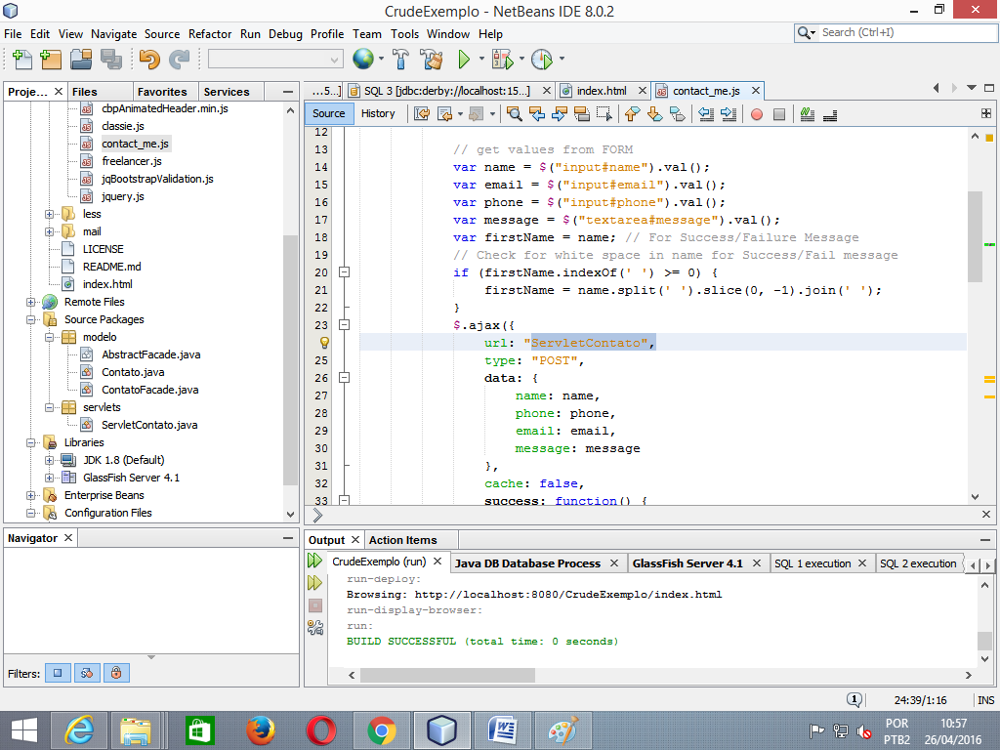 CrudeExemplo - NetBeans IDE 8.0.2
File Edit View Navigate Source Refactor Run Debug Profile Team Tools Window Help
Search (Ctrl+I)
Proje... Files Favorites Services
cbpAnimatedHeader.min.js
classie.js
contact_me.js
freelancer.js
jqBootstrapValidation.js
jquery.js
less
mail
LICENSE
README.md
index.html
Remote Files
Source Packages
modelo
AbstractFacade.java
Contato.java
ContatoFacade.java
servlets
ServletContato.java
Libraries
JDK 1.8 (Default)
GlassFish Server 4.1
Enterprise Beans
Configuration Files
Navigator
Filters:
...5...] SQL 3 [jdbc:derby://localhost:15...] index.html contact_me.js
Source History
12
13 // get values from FORM
14 var name = $("input#name").val();
15 var email = $("input#email").val();
16 var phone = $("input#phone").val();
17 var message = $("textarea#message").val();
18 var firstName = name; // For Success/Failure Message
19 // Check for white space in name for Success/Fail message
20 if (firstName.indexOf(' ') >= 0) {
21 firstName = name.split(' ').slice(0, -1).join(' ');
22 }
23 $.ajax({
url: "ServletContato",
25 type: "POST",
26 data: {
27 name: name,
28 phone: phone,
29 email: email,
30 message: message
31 },
32 cache: false,
33 success: function() {
Output Action Items
CrudeExemplo (run) Java DB Database Process GlassFish Server 4.1 SQL 1 execution SQL 2 execution
run-deploy:
Browsing: http://localhost:8080/CrudeExemplo/index.html
run-display-browser:
run:
BUILD SUCCESSFUL (total time: 0 seconds)
1 24:39/1:16 INS
POR
PTB2
10:57
26/04/2016